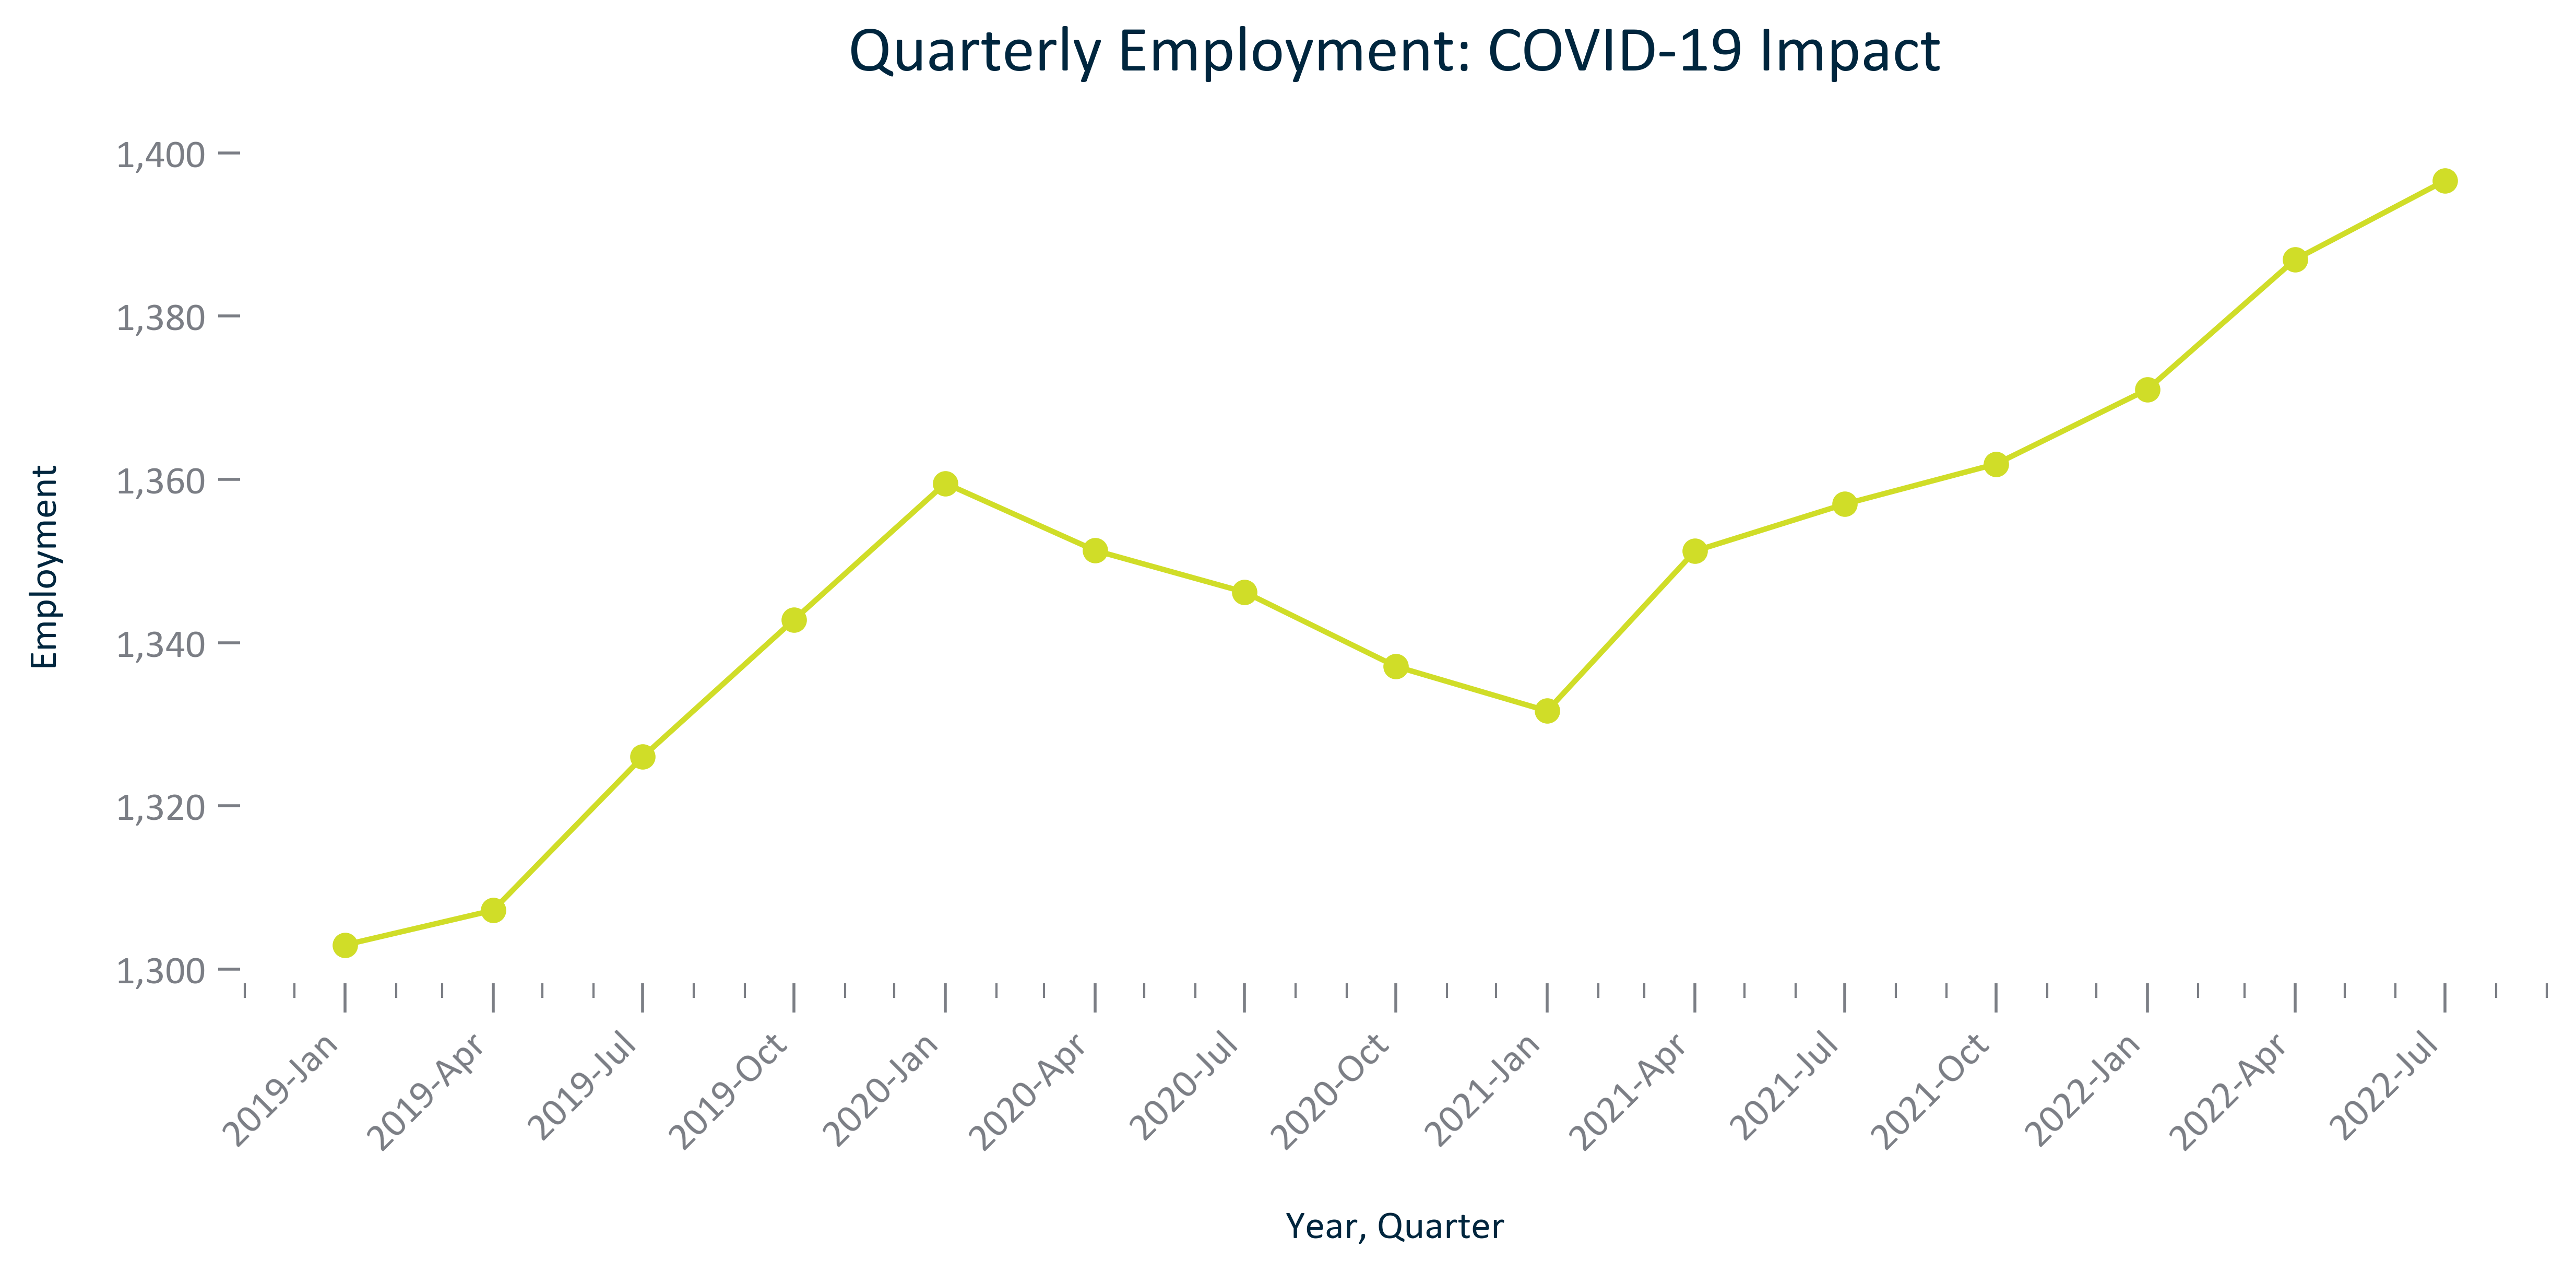 Quarterly Employment: COVID-19 Impact
1,400
1,380
1,360
1,340
1,320
1,300
Employment
2019-Jan
2019-Apr
2019-Jul
2019-Oct
2020-Jan
2020-Apr
2020-Jul
2020-Oct
2021-Jan
2021-Apr
2021-Jul
2021-Oct
2022-Jan
2022-Apr
2022-Jul
Year, Quarter